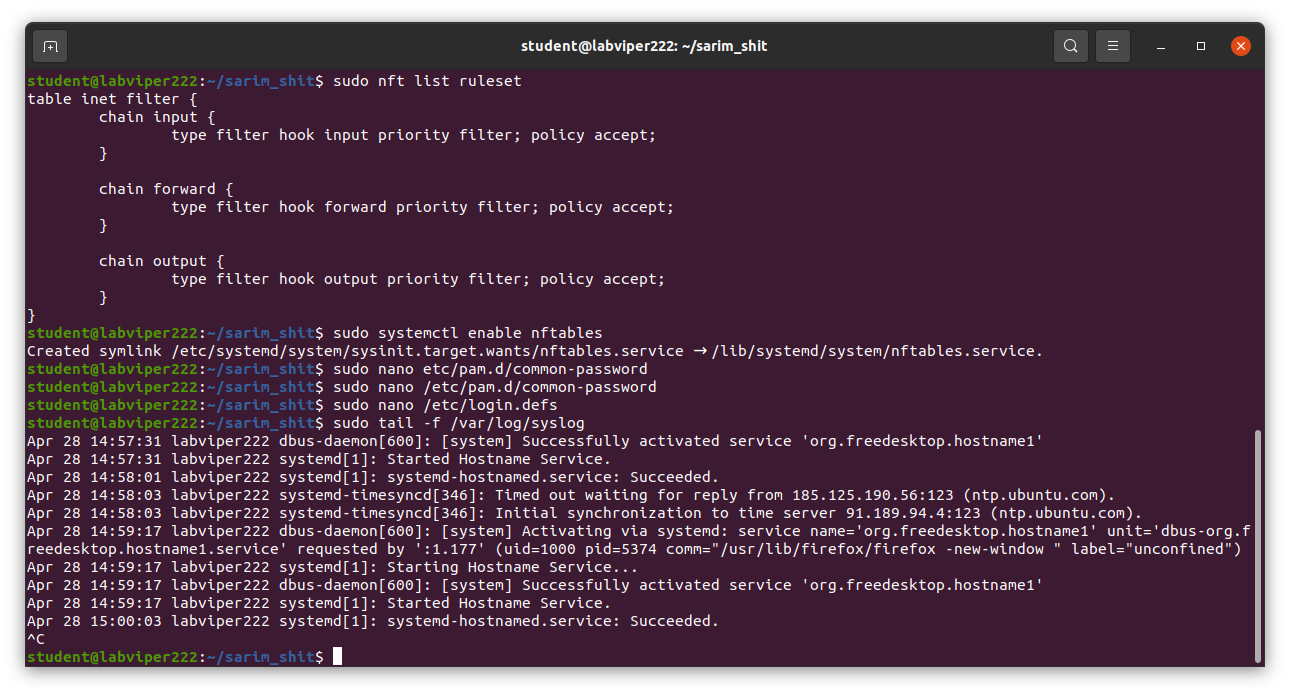 student@labviper222: ~/sarim_shit
student@labviper222:~/sarim_shit$ sudo nft list ruleset
table inet filter {
        chain input {
                type filter hook input priority filter; policy accept;
        }

        chain forward {
                type filter hook forward priority filter; policy accept;
        }

        chain output {
                type filter hook output priority filter; policy accept;
        }
}
student@labviper222:~/sarim_shit$ sudo systemctl enable nftables
Created symlink /etc/systemd/system/sysinit.target.wants/nftables.service → /lib/systemd/system/nftables.service.
student@labviper222:~/sarim_shit$ sudo nano etc/pam.d/common-password
student@labviper222:~/sarim_shit$ sudo nano /etc/pam.d/common-password
student@labviper222:~/sarim_shit$ sudo nano /etc/login.defs
student@labviper222:~/sarim_shit$ sudo tail -f /var/log/syslog
Apr 28 14:57:31 labviper222 dbus-daemon[600]: [system] Successfully activated service 'org.freedesktop.hostname1'
Apr 28 14:57:31 labviper222 systemd[1]: Started Hostname Service.
Apr 28 14:58:01 labviper222 systemd[1]: systemd-hostnamed.service: Succeeded.
Apr 28 14:58:03 labviper222 systemd-timesyncd[346]: Timed out waiting for reply from 185.125.190.56:123 (ntp.ubuntu.com).
Apr 28 14:58:03 labviper222 systemd-timesyncd[346]: Initial synchronization to time server 91.189.94.4:123 (ntp.ubuntu.com).
Apr 28 14:59:17 labviper222 dbus-daemon[600]: [system] Activating via systemd: service name='org.freedesktop.hostname1' unit='dbus-org.f
reedesktop.hostname1.service' requested by ':1.177' (uid=1000 pid=5374 comm="/usr/lib/firefox/firefox -new-window " label="unconfined")
Apr 28 14:59:17 labviper222 systemd[1]: Starting Hostname Service...
Apr 28 14:59:17 labviper222 dbus-daemon[600]: [system] Successfully activated service 'org.freedesktop.hostname1'
Apr 28 14:59:17 labviper222 systemd[1]: Started Hostname Service.
Apr 28 15:00:03 labviper222 systemd[1]: systemd-hostnamed.service: Succeeded.
^C
student@labviper222:~/sarim_shit$